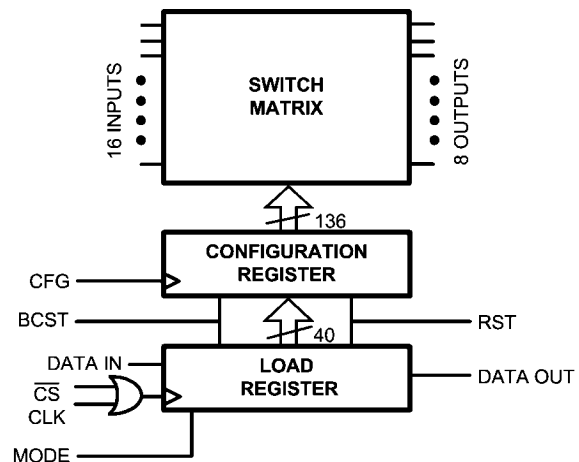 16 INPUTS
SWITCH
MATRIX
8 OUTPUTS
136
CONFIGURATION
REGISTER
CFG
BCST
40
RST
DATA IN
LOAD
REGISTER
DATA OUT
CS
CLK
MODE